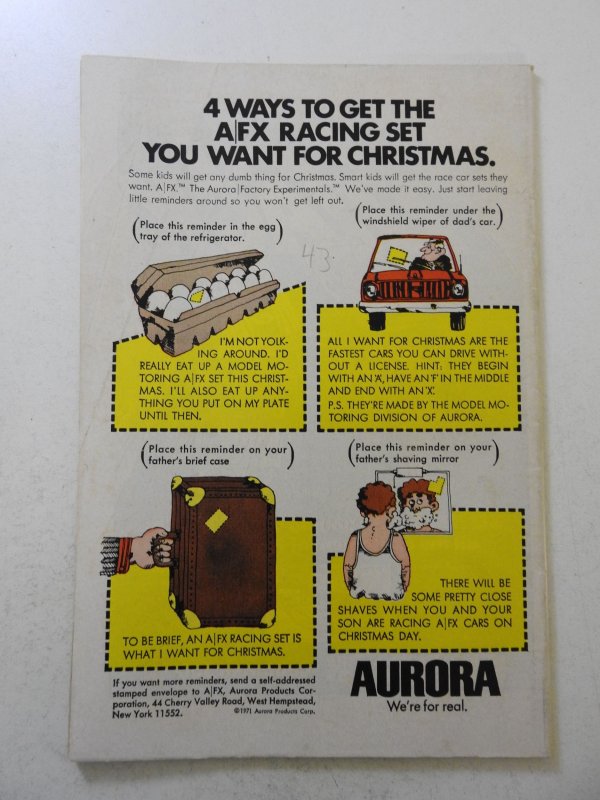 4 WAYS TO GET THE
A|FX RACING SET
YOU WANT FOR CHRISTMAS.
Some kids will get any dumb thing for Christmas. Smart kids will get the race car sets they
want. A|FX.™ The Aurora|Factory Experimentals.™ We've made it easy. Just start leaving
little reminders around so you won't get left out.
(Place this reminder in the egg
tray of the refrigerator.)
43.
I'M NOT YOLK-
ING AROUND. I'D
REALLY EAT UP A MODEL MO-
TORING A|FX SET THIS CHRIST-
MAS. I'LL ALSO EAT UP ANY-
THING YOU PUT ON MY PLATE
UNTIL THEN.
(Place this reminder under the
windshield wiper of dad's car.)
ALL I WANT FOR CHRISTMAS ARE THE
FASTEST CARS YOU CAN DRIVE WITH-
OUT A LICENSE. HINT: THEY BEGIN
WITH AN 'A', HAVE AN 'F' IN THE MIDDLE
AND END WITH AN 'X'.
P.S. THEY'RE MADE BY THE MODEL MO-
TORING DIVISION OF AURORA.
(Place this reminder on your
father's brief case)
TO BE BRIEF, AN A|FX RACING SET IS
WHAT I WANT FOR CHRISTMAS.
(Place this reminder on your
father's shaving mirror)
THERE WILL BE
SOME PRETTY CLOSE
SHAVES WHEN YOU AND YOUR
SON ARE RACING A|FX CARS ON
CHRISTMAS DAY.
If you want more reminders, send a self-addressed
stamped envelope to A|FX, Aurora Products Cor-
poration, 44 Cherry Valley Road, West Hempstead,
New York 11552. ©1971 Aurora Products Corp.
AURORA
We're for real.